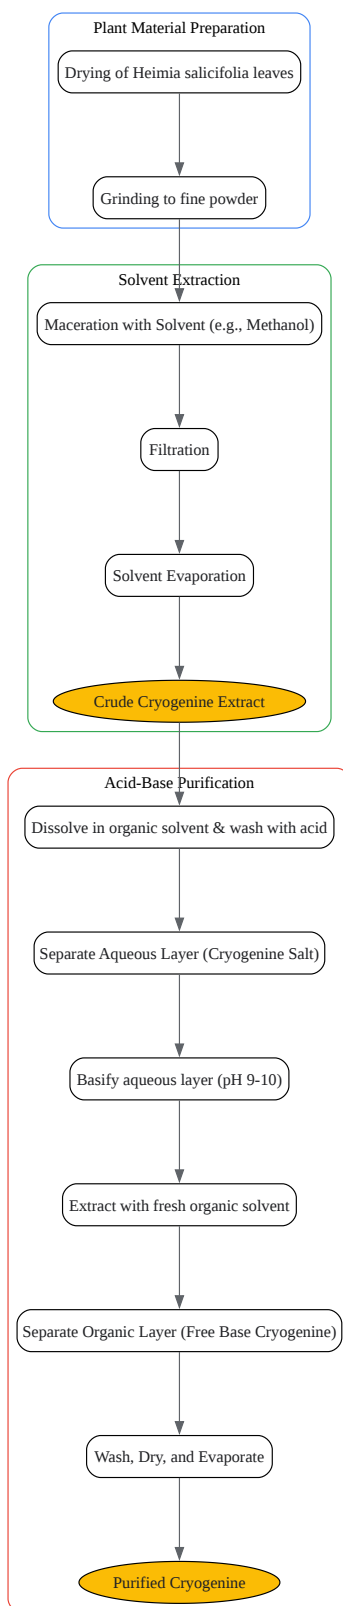 Plant Material Preparation
Drying of Heimia salicifolia leaves
Grinding to fine powder
Solvent Extraction
Maceration with Solvent (e.g., Methanol)
Filtration
Solvent Evaporation
Crude Cryogenine Extract
Acid-Base Purification
Dissolve in organic solvent & wash with acid
Separate Aqueous Layer (Cryogenine Salt)
Basify aqueous layer (pH 9-10)
Extract with fresh organic solvent
Separate Organic Layer (Free Base Cryogenine)
Wash, Dry, and Evaporate
Purified Cryogenine